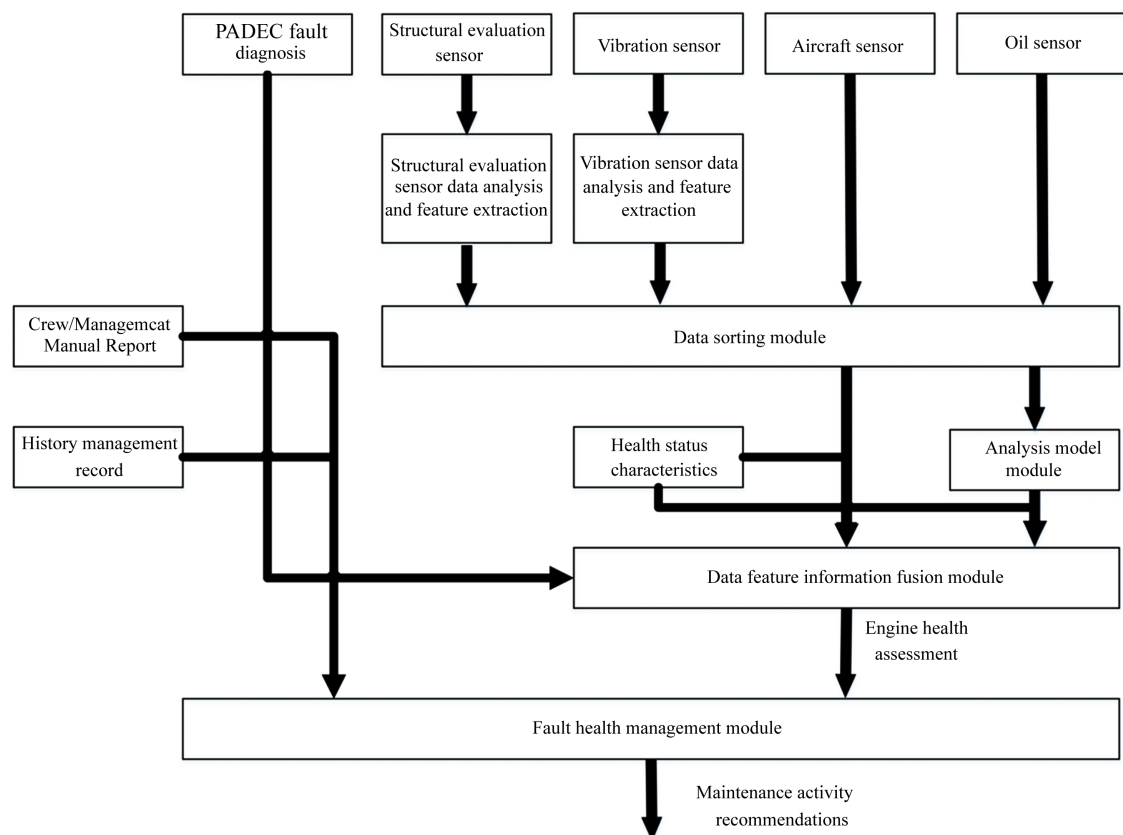 PADEC fault
diagnosis
Structural evaluation
sensor
Vibration sensor
Aircraft sensor
Oil sensor
Structural evaluation
sensor data analysis
and feature extraction
Vibration sensor data
analysis and feature
extraction
Crew/Managemcat
Manual Report
Data sorting module
History management
record
Health status
characteristics
Analysis model
module
Data feature information fusion module
Engine health
assessment
Fault health management module
Maintenance activity
recommendations